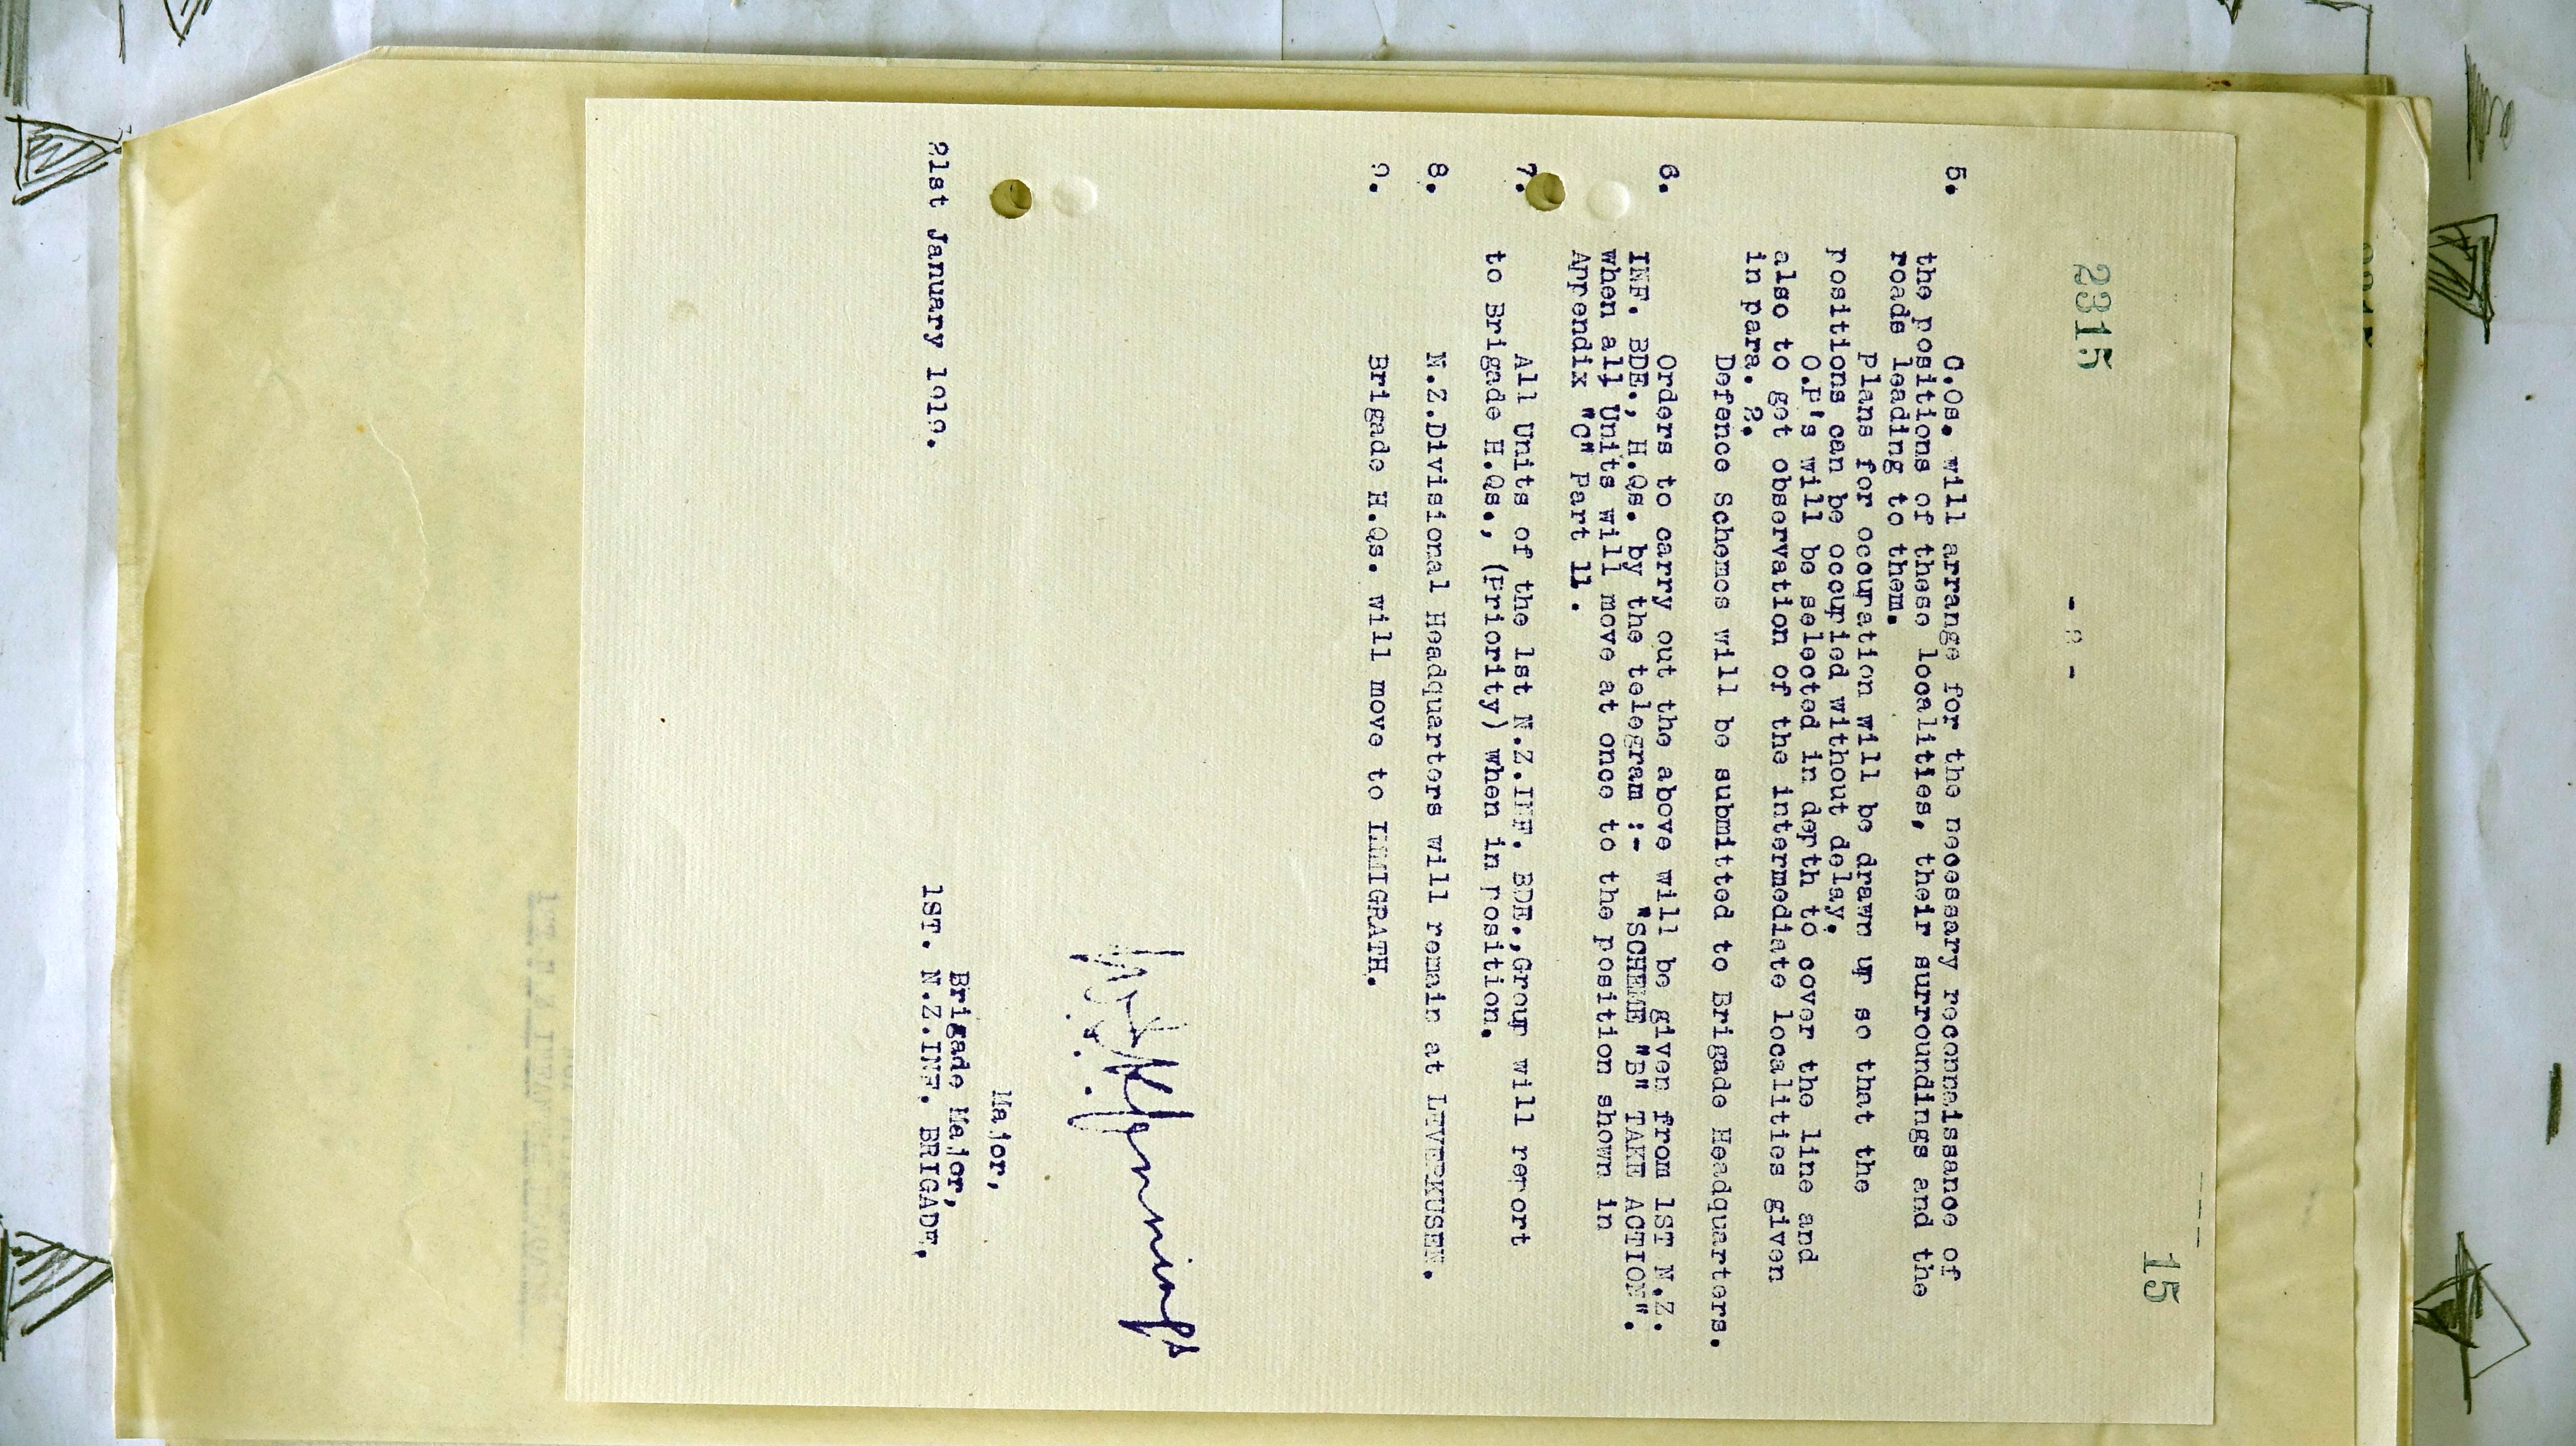 15
2315
- 2 -
5. C.Os. will arrange for the necessary reconnaissance of
the positions of these localities, their surroundings and the
roads leading to them.
Plans for occupation will be drawn up so that the
positions can be occupied without delay.
O.P's will be selected in depth to cover the line and
also to get observation of the intermediate localities given
in para. 2.
Defence Schemes will be submitted to Brigade Headquarters.
6. Orders to carry out the above will be given from 1ST N.Z.
INF. BDE., H.Qs. by the telegram :- "SCHEME "B" TAKE ACTION".
when all Units will move at once to the position shown in
Appendix "C" Part 11.
7. All Units of the 1st N.Z.INF. BDE.,Group will report
to Brigade H.Qs., (Priority) when in position.
8. N.Z.Divisional Headquarters will remain at LEVERKUSEN.
9. Brigade H.Qs. will move to IMMIGRATH.
Major,
Brigade Major,
21st January 1919. 1ST. N.Z.INF. BRIGADE,